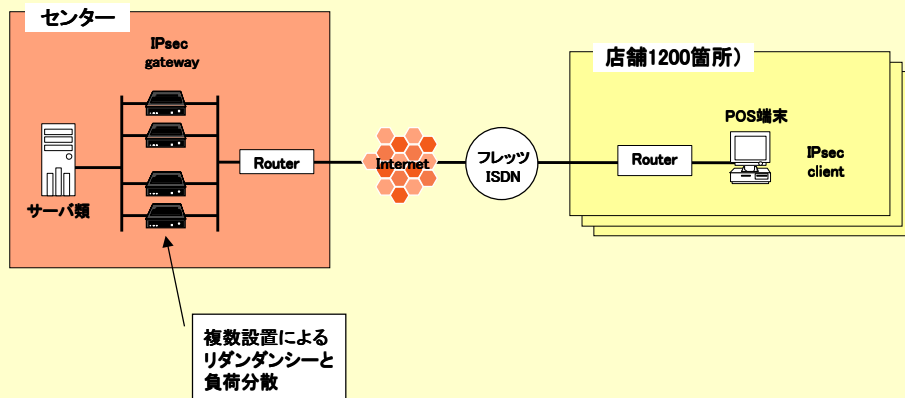 センター
IPsec
gateway
サーバ類
Router
Internet
フレッツ
ISDN
店舗1200箇所）
Router
POS端末
IPsec
client
複数設置による
リダンダンシーと
負荷分散